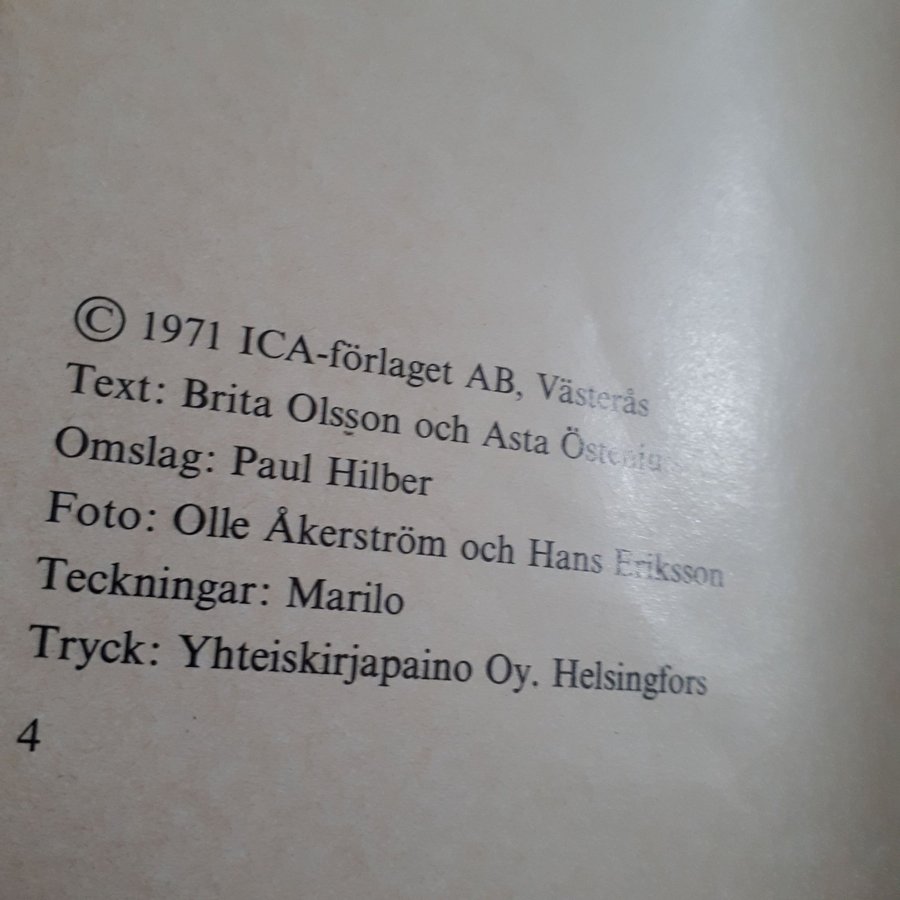 © 1971 ICA-förlaget AB, Västerås
Text: Brita Olsson och Asta
Omslag: Paul Hilber
Foto: Olle Åkerström och Hans Eriksson
Teckningar: Marilo
Tryck: Yhteiskirjapaino Oy. Helsingfors
4